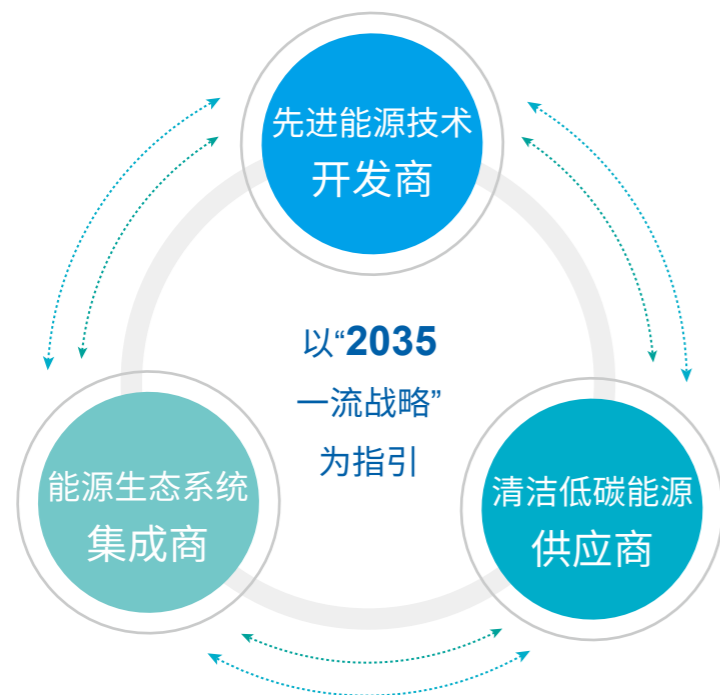 先进能源技术
开发商
以“2035
一流战略”
为指引
能源生态系统
集成商
清洁低碳能源
供应商